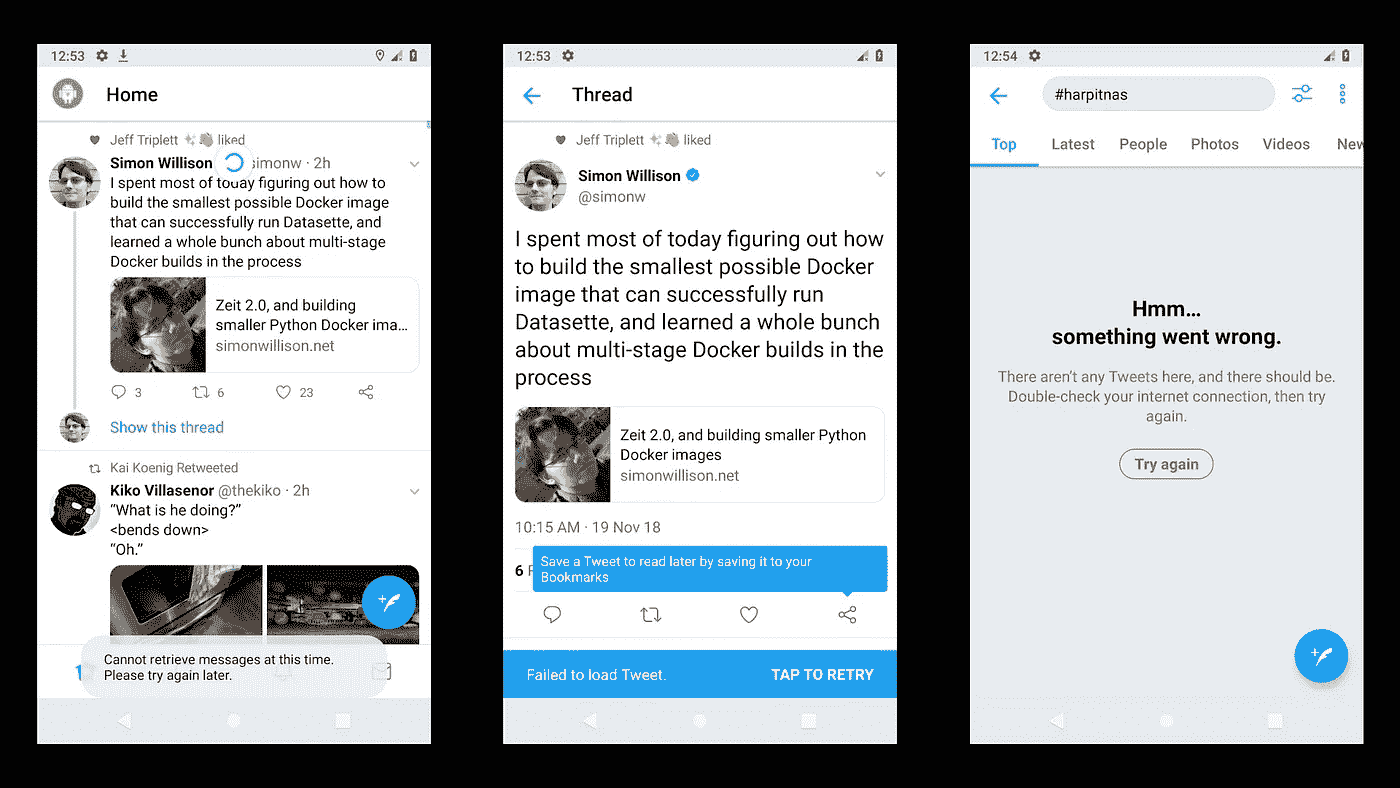 12:53
Home
Jeff Triplett ✨👏 liked
Simon Willison simonw · 2h
I spent most of today figuring out how to
build the smallest possible Docker image
that can successfully run Datasette, and
learned a whole bunch about multi-stage
Docker builds in the process
Zeit 2.0, and building
smaller Python Docker ima…
simonwillison.net
3 6 23
Show this thread
Kai Koenig Retweeted
Kiko Villasenor @thekiko · 2h
“What is he doing?”
<bends down>
“Oh.”
Cannot retrieve messages at this time.
Please try again later.
12:53
Thread
Jeff Triplett ✨👏 liked
Simon Willison
@simonw
I spent most of today figuring out how
to build the smallest possible Docker
image that can successfully run
Datasette, and learned a whole bunch
about multi-stage Docker builds in the
process
Zeit 2.0, and building smaller Python
Docker images
simonwillison.net
10:15 AM · 19 Nov 18
6
Save a Tweet to read later by saving it to your
Bookmarks
Failed to load Tweet. TAP TO RETRY
12:54
#harpitnas
Top Latest People Photos Videos New
Hmm…
something went wrong.
There aren’t any Tweets here, and there should be.
Double-check your internet connection, then try
again.
Try again